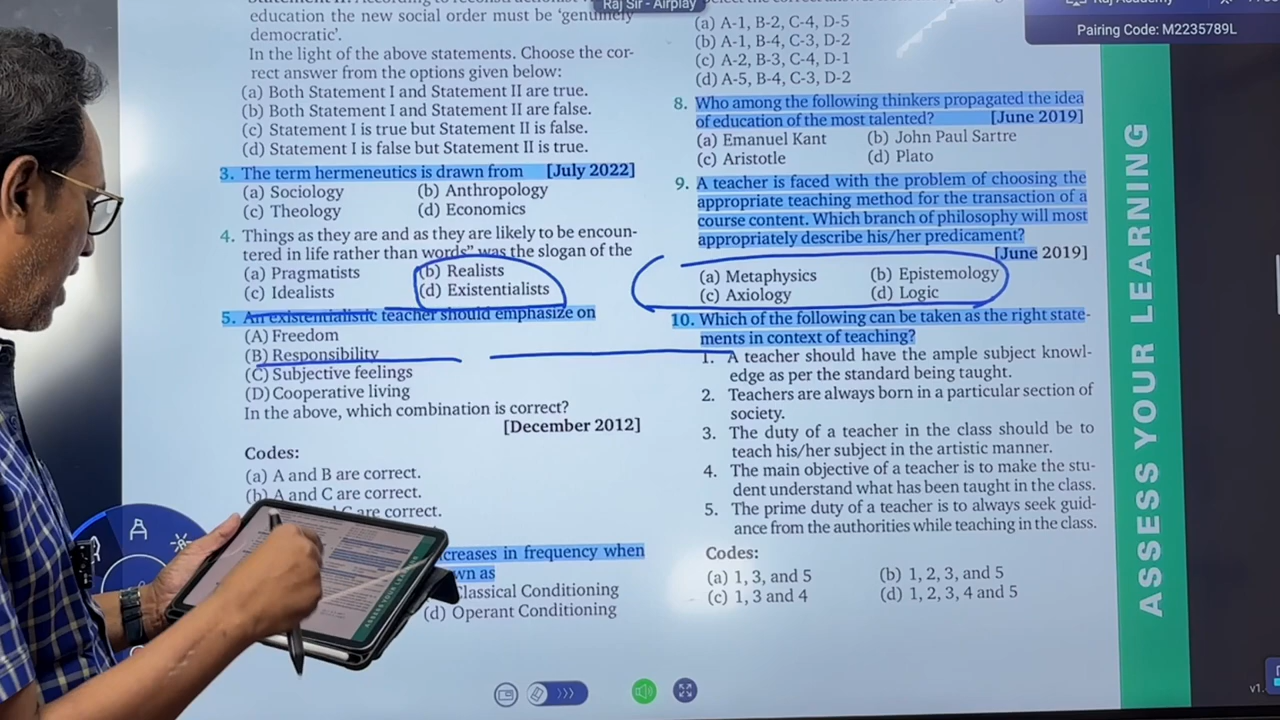 Raj Sir - Airplay
Pairing Code: M2235789L
education the new social order must be ‘genuinely
democratic’.
In the light of the above statements. Choose the cor-
rect answer from the options given below:
(a) Both Statement I and Statement II are true.
(b) Both Statement I and Statement II are false.
(c) Statement I is true but Statement II is false.
(d) Statement I is false but Statement II is true.
3. The term hermeneutics is drawn from [July 2022]
(a) Sociology (b) Anthropology
(c) Theology (d) Economics
4. Things as they are and as they are likely to be encoun-
tered in life rather than words” was the slogan of the
(a) Pragmatists (b) Realists
(c) Idealists (d) Existentialists
5. An existentialistic teacher should emphasize on
(A) Freedom
(B) Responsibility
(C) Subjective feelings
(D) Cooperative living
In the above, which combination is correct?
[December 2012]
Codes:
(a) A and B are correct.
(b) A and C are correct.
are correct.
creases in frequency when
wn as
Classical Conditioning
(d) Operant Conditioning
(a) A-1, B-2, C-4, D-5
(b) A-1, B-4, C-3, D-2
(c) A-2, B-3, C-4, D-1
(d) A-5, B-4, C-3, D-2
8. Who among the following thinkers propagated the idea
of education of the most talented? [June 2019]
(a) Emanuel Kant (b) John Paul Sartre
(c) Aristotle (d) Plato
9. A teacher is faced with the problem of choosing the
appropriate teaching method for the transaction of a
course content. Which branch of philosophy will most
appropriately describe his/her predicament?
[June 2019]
(a) Metaphysics (b) Epistemology
(c) Axiology (d) Logic
10. Which of the following can be taken as the right state-
ments in context of teaching?
1. A teacher should have the ample subject knowl-
edge as per the standard being taught.
2. Teachers are always born in a particular section of
society.
3. The duty of a teacher in the class should be to
teach his/her subject in the artistic manner.
4. The main objective of a teacher is to make the stu-
dent understand what has been taught in the class.
5. The prime duty of a teacher is to always seek guid-
ance from the authorities while teaching in the class.
Codes:
(a) 1, 3, and 5 (b) 1, 2, 3, and 5
(c) 1, 3 and 4 (d) 1, 2, 3, 4 and 5
ASSESS YOUR LEARNING